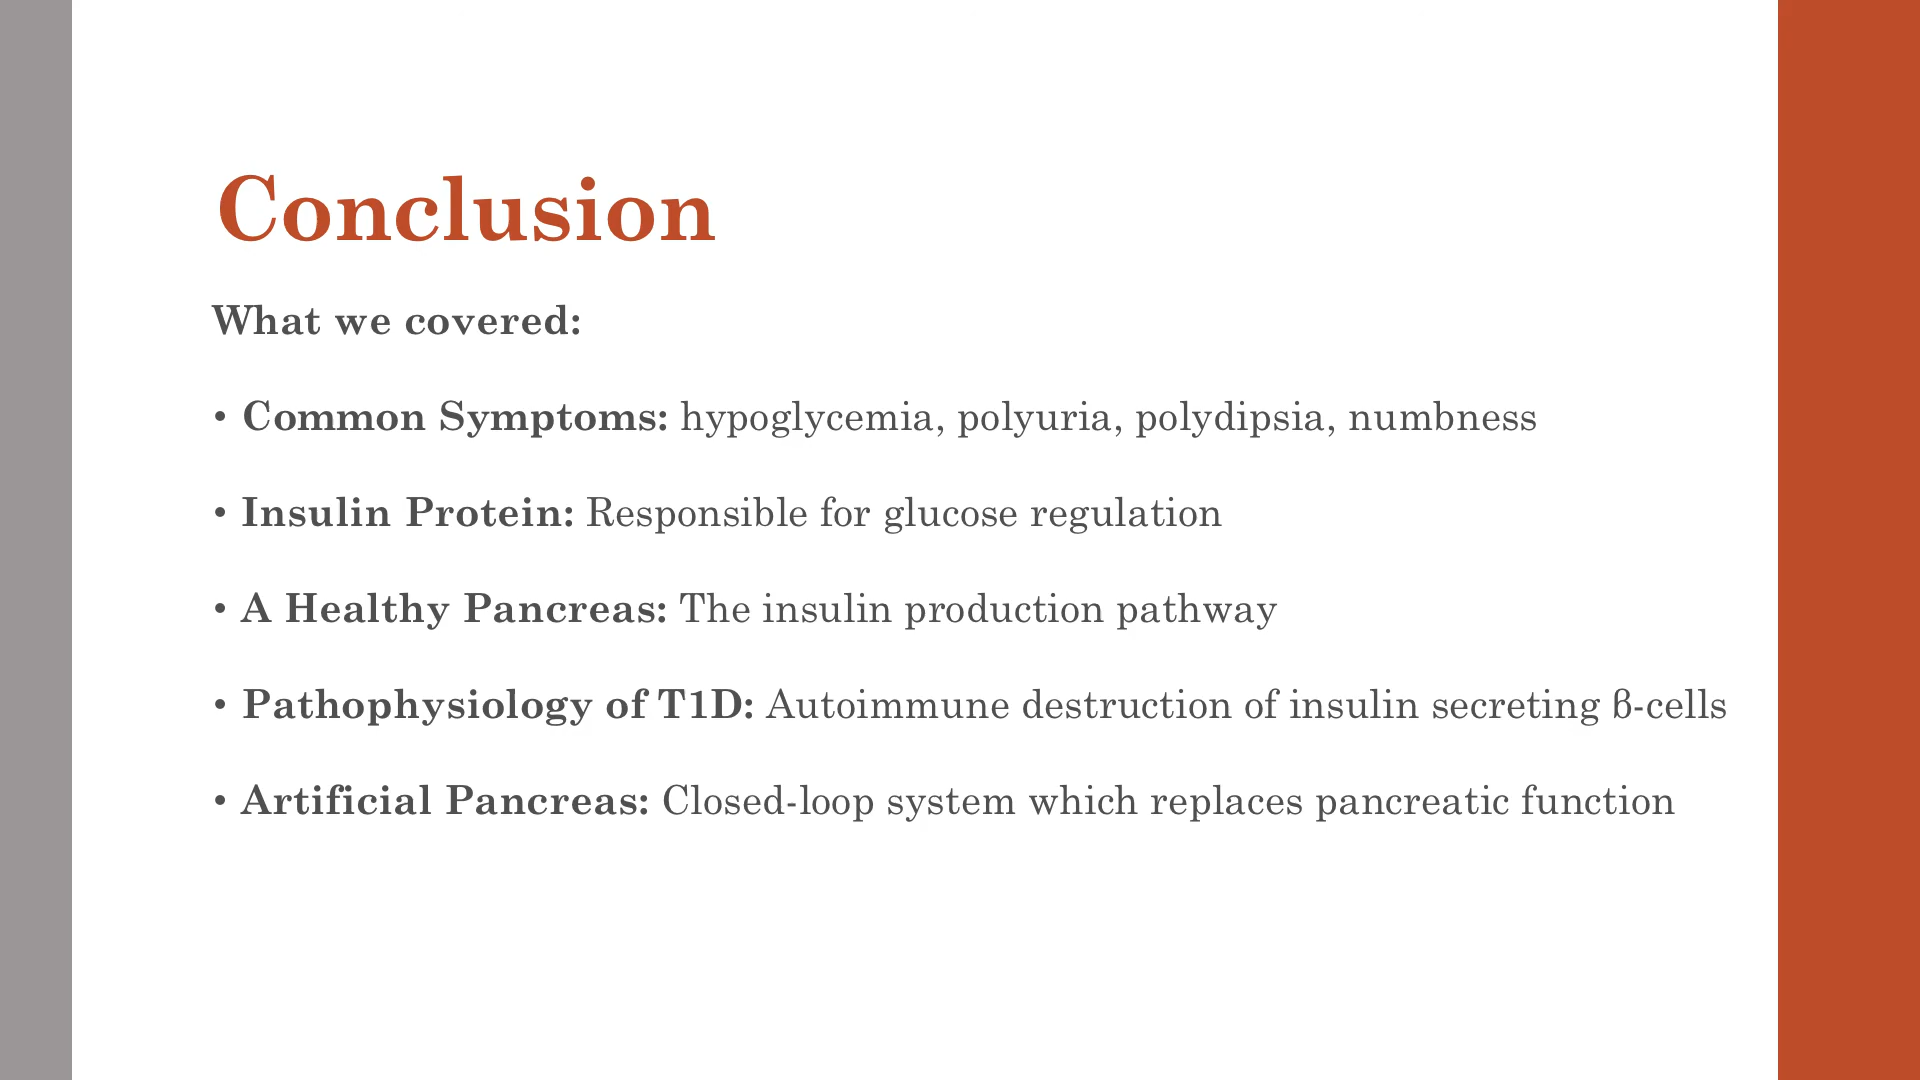 Conclusion
What we covered:
• Common Symptoms: hypoglycemia, polyuria, polydipsia, numbness
• Insulin Protein: Responsible for glucose regulation
• A Healthy Pancreas: The insulin production pathway
• Pathophysiology of T1D: Autoimmune destruction of insulin secreting β-cells
• Artificial Pancreas: Closed-loop system which replaces pancreatic function